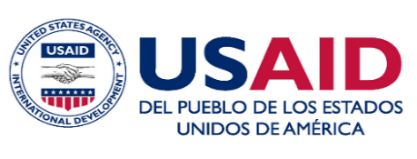 UNITED STATES AGENCY
USAID
INTERNATIONAL DEVELOPMENT
USAID
DEL PUEBLO DE LOS ESTADOS
UNIDOS DE AMÉRICA